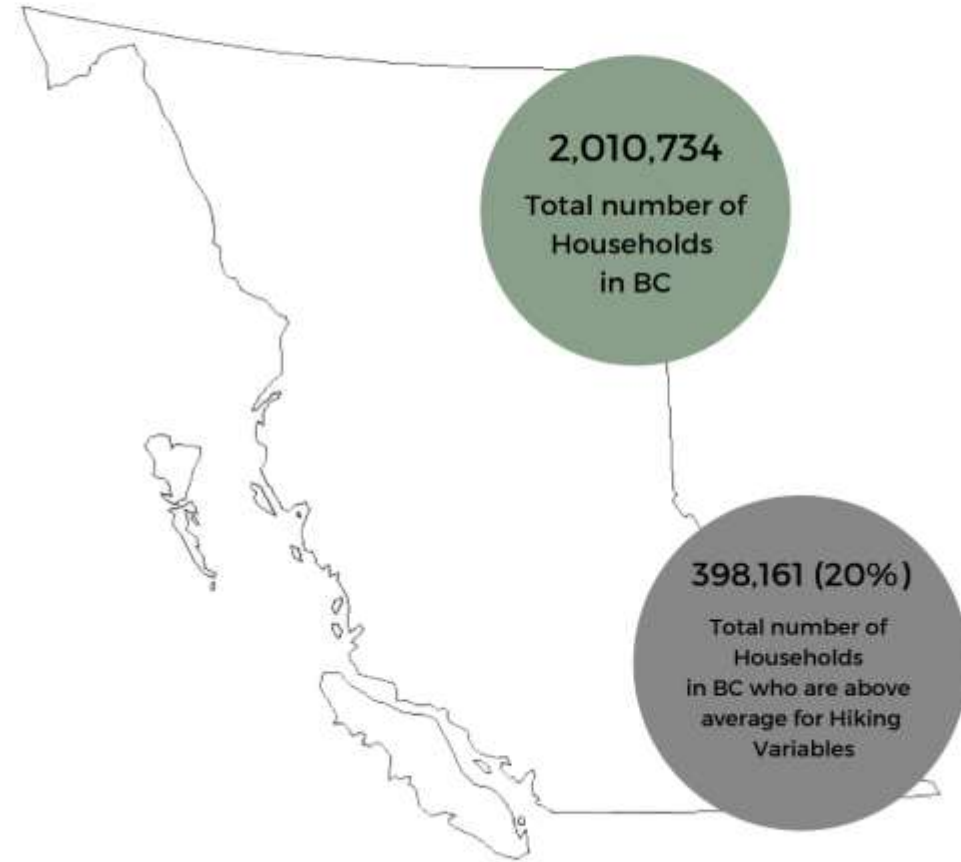 2,010,734
Total number of
Households
in BC
398,161 (20%)
Total number of
Households
in BC who are above
average for Hiking
Variables